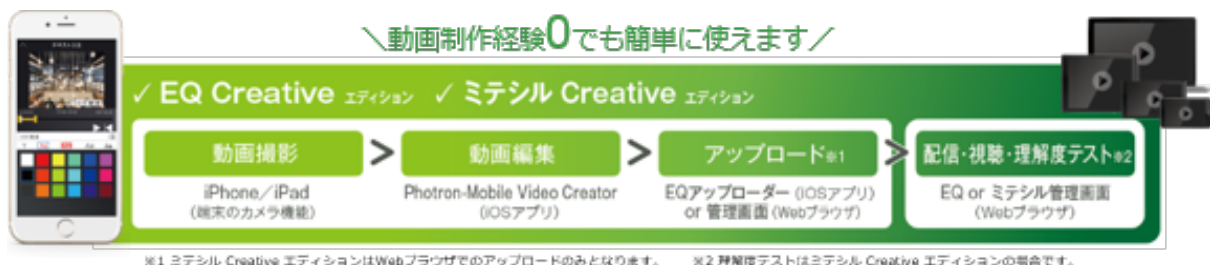 ＼動画制作経験0でも簡単に使えます／
✓ EQ Creative エディション ✓ ミテシル Creative エディション
動画撮影 > 動画編集 > アップロード※1 > 配信・視聴・理解度テスト※2
iPhone／iPad
（端末のカメラ機能）
Photron-Mobile Video Creator
（iOSアプリ）
EQアップローダー（iOSアプリ）
or 管理画面（Webブラウザ）
EQ or ミテシル管理画面
（Webブラウザ）
※1 ミテシル Creative エディションはWebブラウザでのアップロードのみとなります。 ※2 理解度テストはミテシル Creative エディションの場合です。